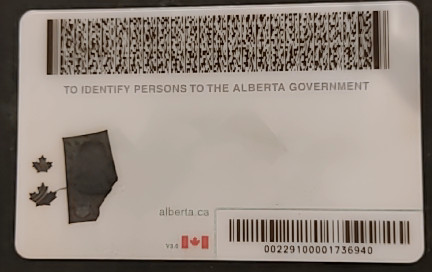 TO IDENTIFY PERSONS TO THE ALBERTA GOVERNMENT
alberta.ca
00229100001736940